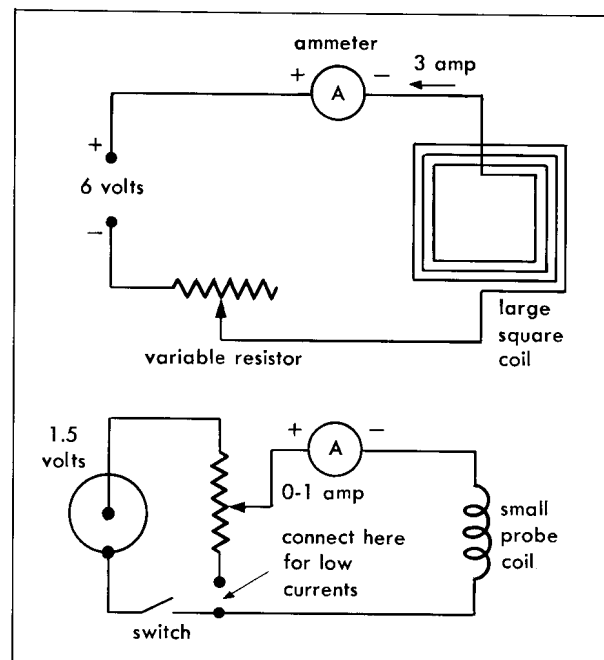 ammeter
+ A − 3 amp
+
6 volts
−
variable resistor
large
square
coil
1.5
volts
+ A −
0-1 amp
connect here
for low
currents
small
probe
coil
switch